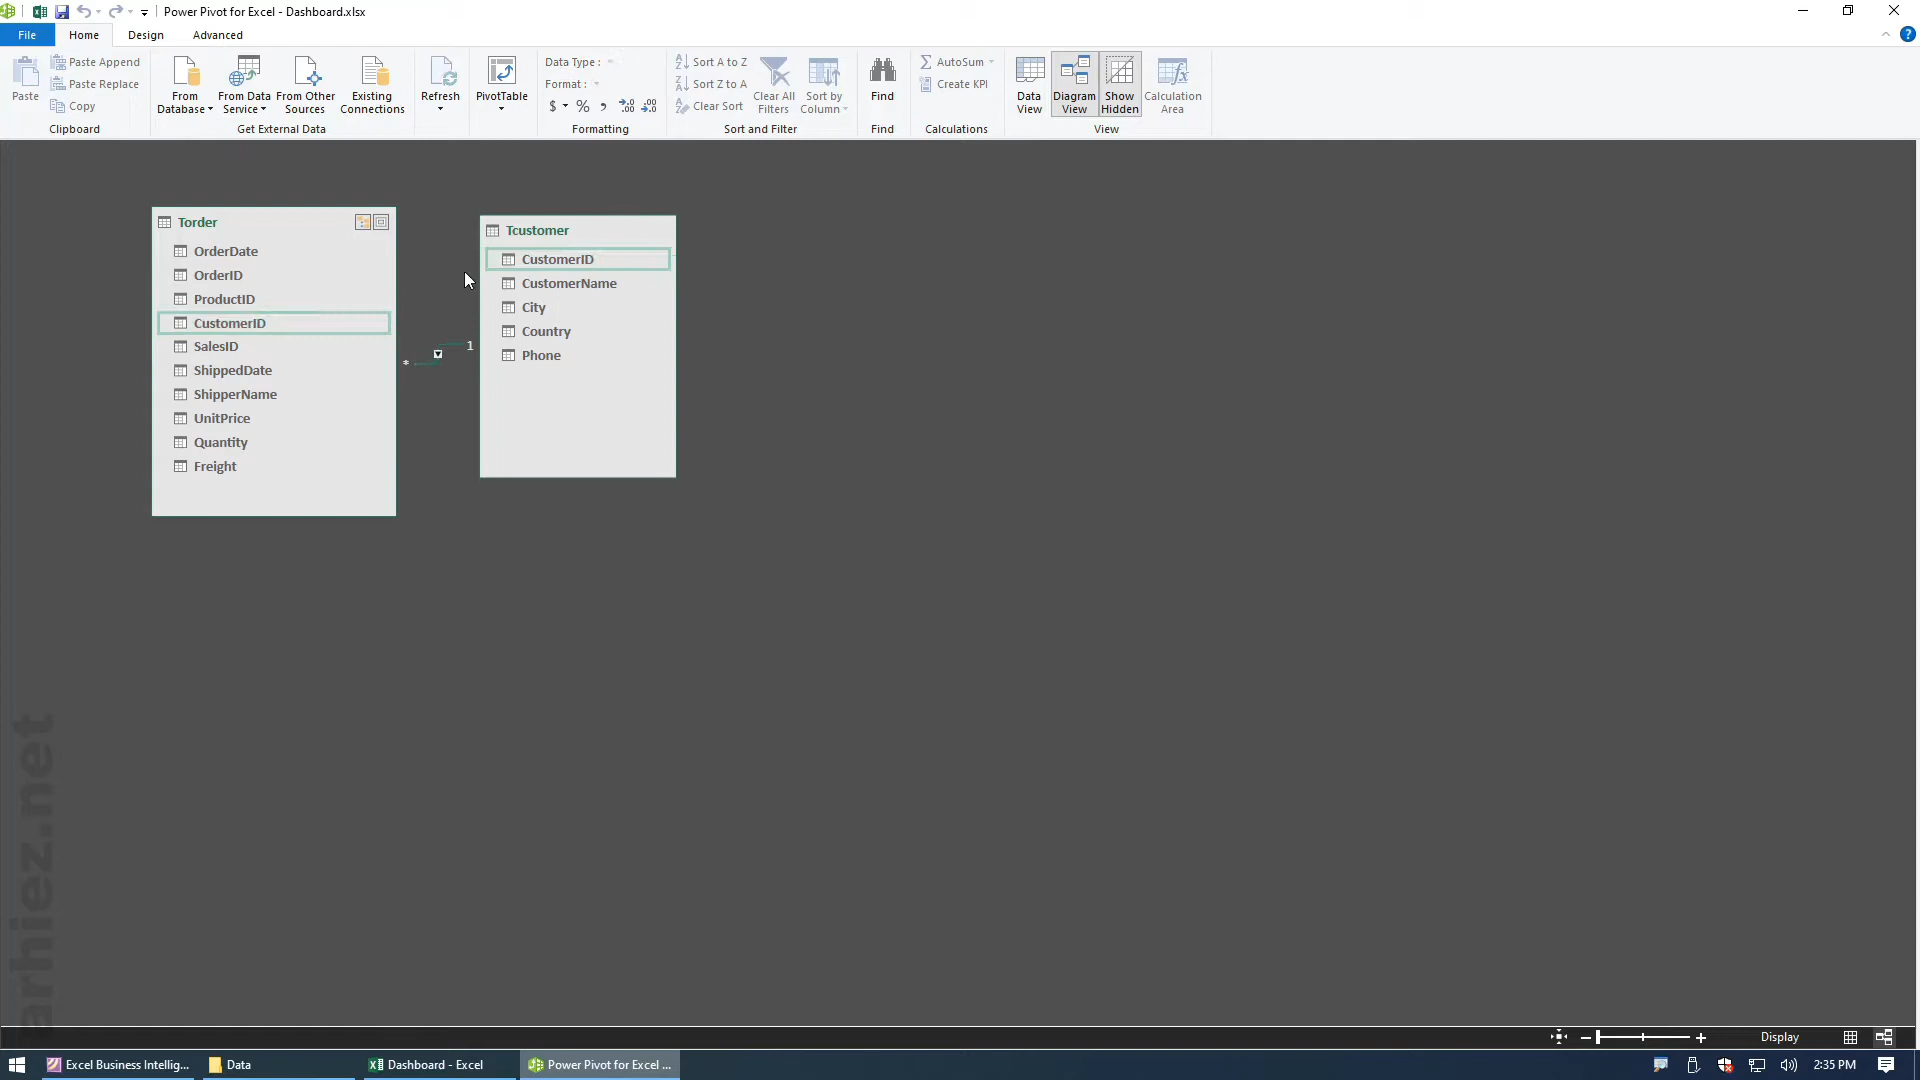 Power Pivot for Excel - Dashboard.xlsx
File Home Design Advanced
Paste
Paste Append
Paste Replace
Copy
Clipboard
From Database
From Data Service
From Other Sources
Existing Connections
Get External Data
Refresh
PivotTable
Data Type :
Format :
$ % ,
Formatting
Sort A to Z
Sort Z to A
Clear Sort
Clear All Filters
Sort by Column
Sort and Filter
Find
Find
AutoSum
Create KPI
Calculations
Data View
Diagram View
Show Hidden
Calculation Area
View
Torder
OrderDate
OrderID
ProductID
CustomerID
SalesID
ShippedDate
ShipperName
UnitPrice
Quantity
Freight
*
1
Tcustomer
CustomerID
CustomerName
City
Country
Phone
arhiez.net
Display
Excel Business Intellig...
Data
Dashboard - Excel
Power Pivot for Excel ...
2:35 PM